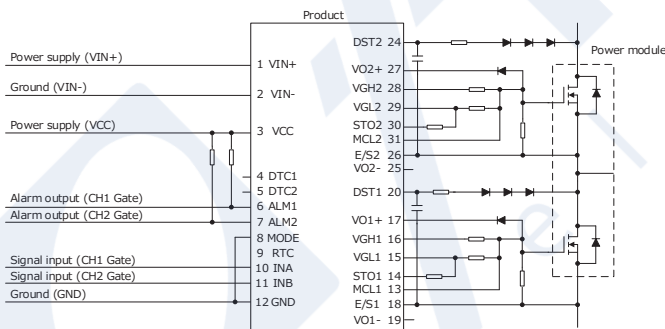 Product
Power supply (VIN+)
Ground (VIN-)
Power supply (VCC)
Alarm output (CH1 Gate)
Alarm output (CH2 Gate)
Signal input (CH1 Gate)
Signal input (CH2 Gate)
Ground (GND)
1 VIN+
2 VIN-
3 VCC
4 DTC1
5 DTC2
6 ALM1
7 ALM2
8 MODE
9 RTC
10 INA
11 INB
12 GND
DST2 24
VO2+ 27
VGH2 28
VGL2 29
STO2 30
MCL2 31
E/S2 26
VO2- 25
DST1 20
VO1+ 17
VGH1 16
VGL1 15
STO1 14
MCL1 13
E/S1 18
VO1- 19
Power module